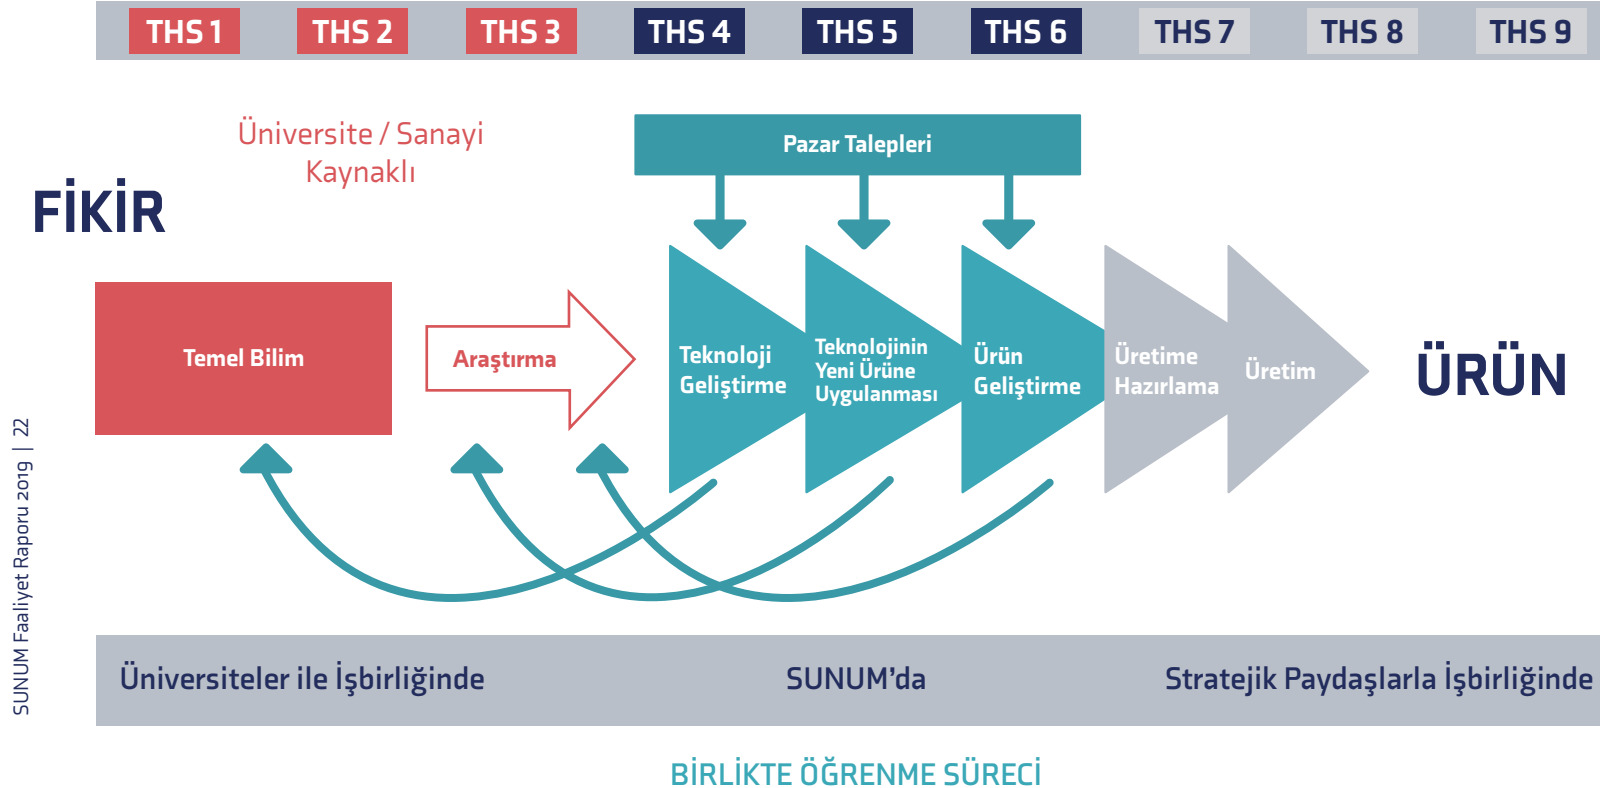 THS 1 THS 2 THS 3 THS 4 THS 5 THS 6 THS 7 THS 8 THS 9
Üniversite / Sanayi
Kaynaklı
Pazar Talepleri
FİKİR
Temel Bilim
Araştırma
Teknoloji
Geliştirme
Teknolojinin
Yeni Ürüne
Uygulanması
Ürün
Geliştirme
Üretime
Hazırlama
Üretim
ÜRÜN
SUNUM Faaliyet Raporu 2019 | 22
Üniversiteler ile İşbirliğinde
SUNUM’da
Stratejik Paydaşlarla İşbirliğinde
BİRLİKTE ÖĞRENME SÜRECİ